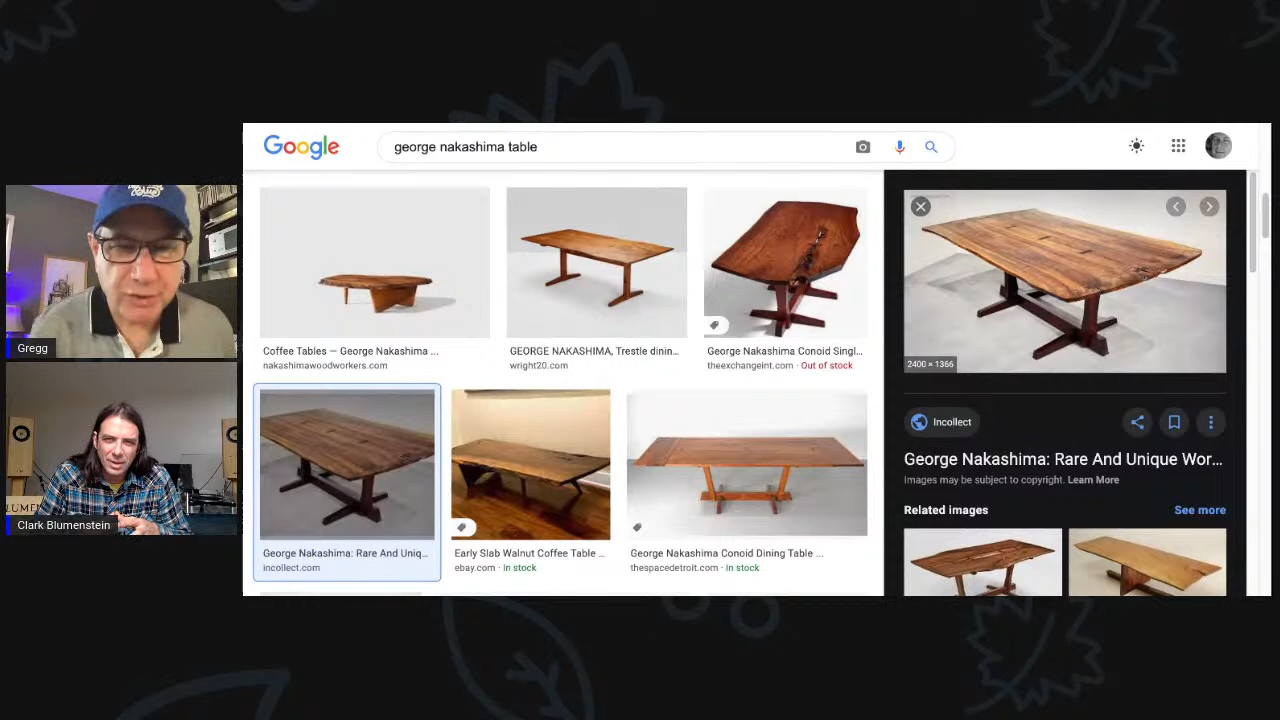 Google
george nakashima table
Coffee Tables — George Nakashima ...
nakashimawoodworkers.com
GEORGE NAKASHIMA, Trestle dinin...
wright20.com
George Nakashima Conoid Singl...
theexchangeint.com · Out of stock
2400 × 1366
Gregg
Incollect
George Nakashima: Rare And Unique Wor...
Images may be subject to copyright. Learn More
Related images
See more
Clark Blumenstein
George Nakashima: Rare And Uniq...
incollect.com
Early Slab Walnut Coffee Table ...
ebay.com · In stock
George Nakashima Conoid Dining Table ...
thespacedetroit.com · In stock